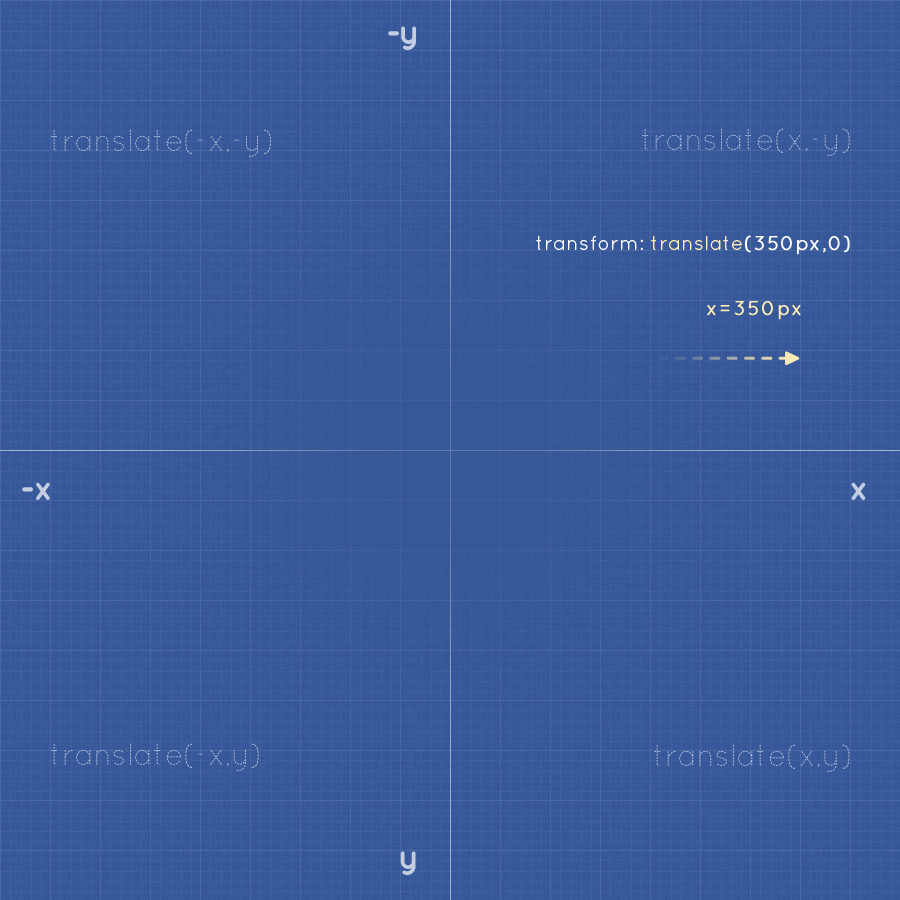 -y
translate(-x,-y)
translate(x,-y)
transform: translate(350px,0)
x=350px
-x
x
translate(-x,y)
translate(x,y)
y